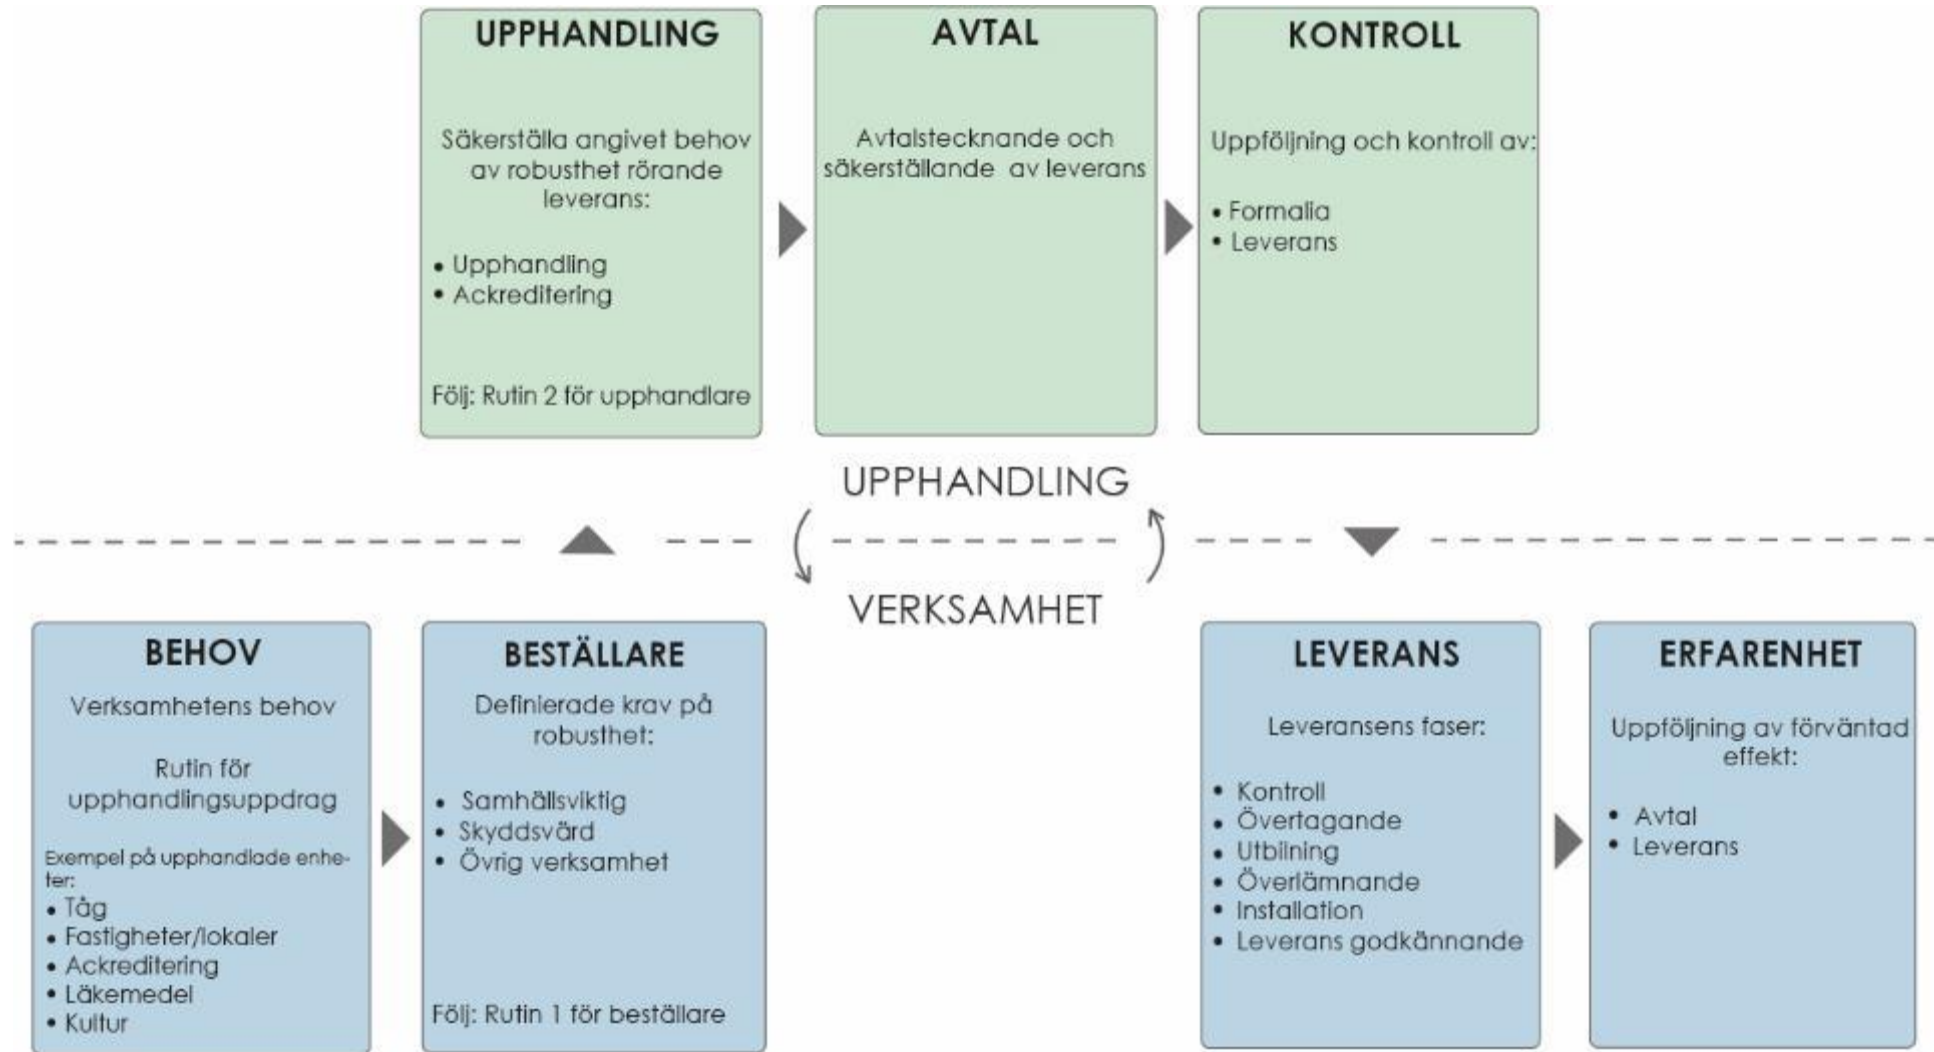 UPPHANDLING
Säkerställa angivet behov
av robusthet rörande
leverans:
• Upphandling
• Ackreditering
Följ: Rutin 2 för upphandlare
AVTAL
Avtalstecknande och
säkerställande av leverans
KONTROLL
Uppföljning och kontroll av:
• Formalia
• Leverans
UPPHANDLING
VERKSAMHET
BEHOV
Verksamhetens behov
Rutin för
upphandlingsuppdrag
Exempel på upphandlade enhe-
ter:
• Tåg
• Fastigheter/lokaler
• Ackreditering
• Läkemedel
• Kultur
BESTÄLLARE
Definierade krav på
robusthet:
• Samhällsviktig
• Skyddsvärd
• Övrig verksamhet
Följ: Rutin 1 för beställare
LEVERANS
Leveransens faser:
• Kontroll
• Övertagande
• Utbilning
• Överlämnande
• Installation
• Leverans godkännande
ERFARENHET
Uppföljning av förväntad
effekt:
• Avtal
• Leverans